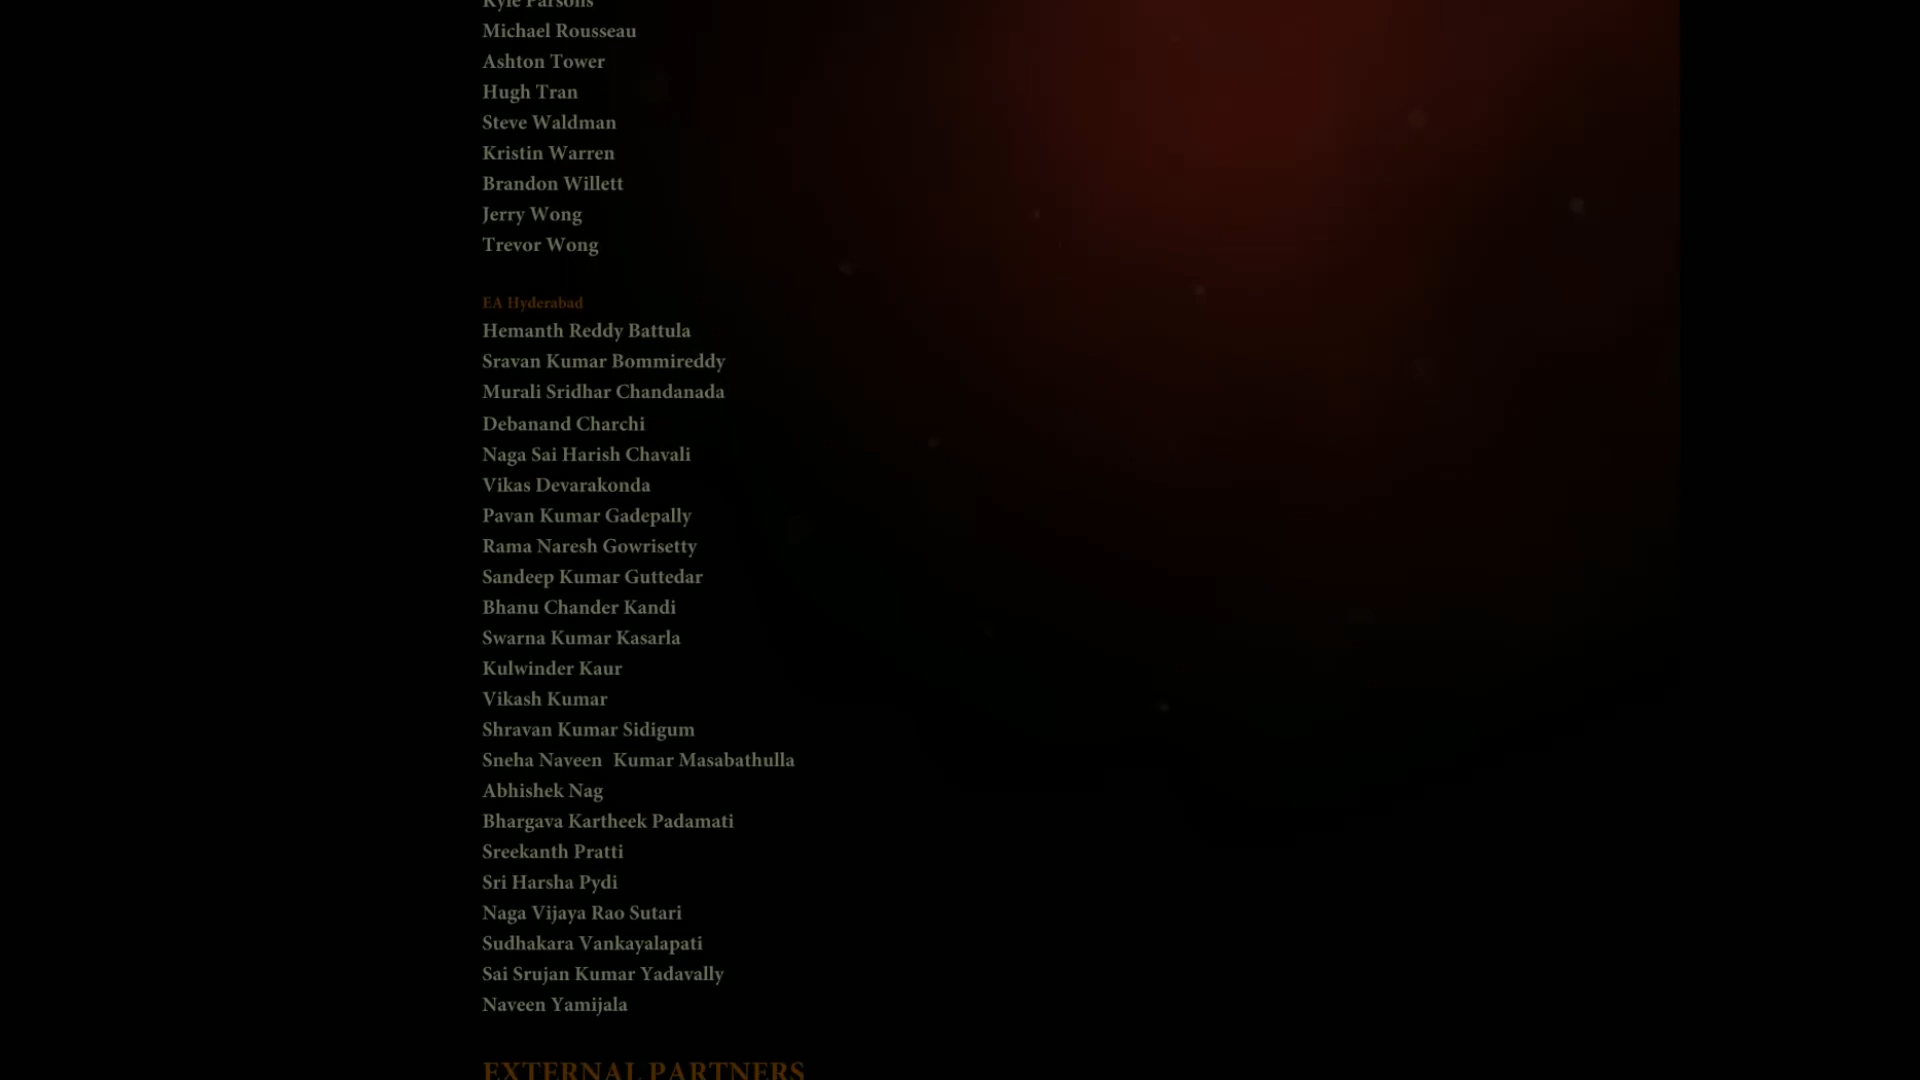 Kyle Parsons
Michael Rousseau
Ashton Tower
Hugh Tran
Steve Waldman
Kristin Warren
Brandon Willett
Jerry Wong
Trevor Wong
EA Hyderabad
Hemanth Reddy Battula
Sravan Kumar Bommireddy
Murali Sridhar Chandanada
Debanand Charchi
Naga Sai Harish Chavali
Vikas Devarakonda
Pavan Kumar Gadepally
Rama Naresh Gowrisetty
Sandeep Kumar Guttedar
Bhanu Chander Kandi
Swarna Kumar Kasarla
Kulwinder Kaur
Vikash Kumar
Shravan Kumar Sidigum
Sneha Naveen  Kumar Masabathulla
Abhishek Nag
Bhargava Kartheek Padamati
Sreekanth Pratti
Sri Harsha Pydi
Naga Vijaya Rao Sutari
Sudhakara Vankayalapati
Sai Srujan Kumar Yadavally
Naveen Yamijala
EXTERNAL PARTNERS